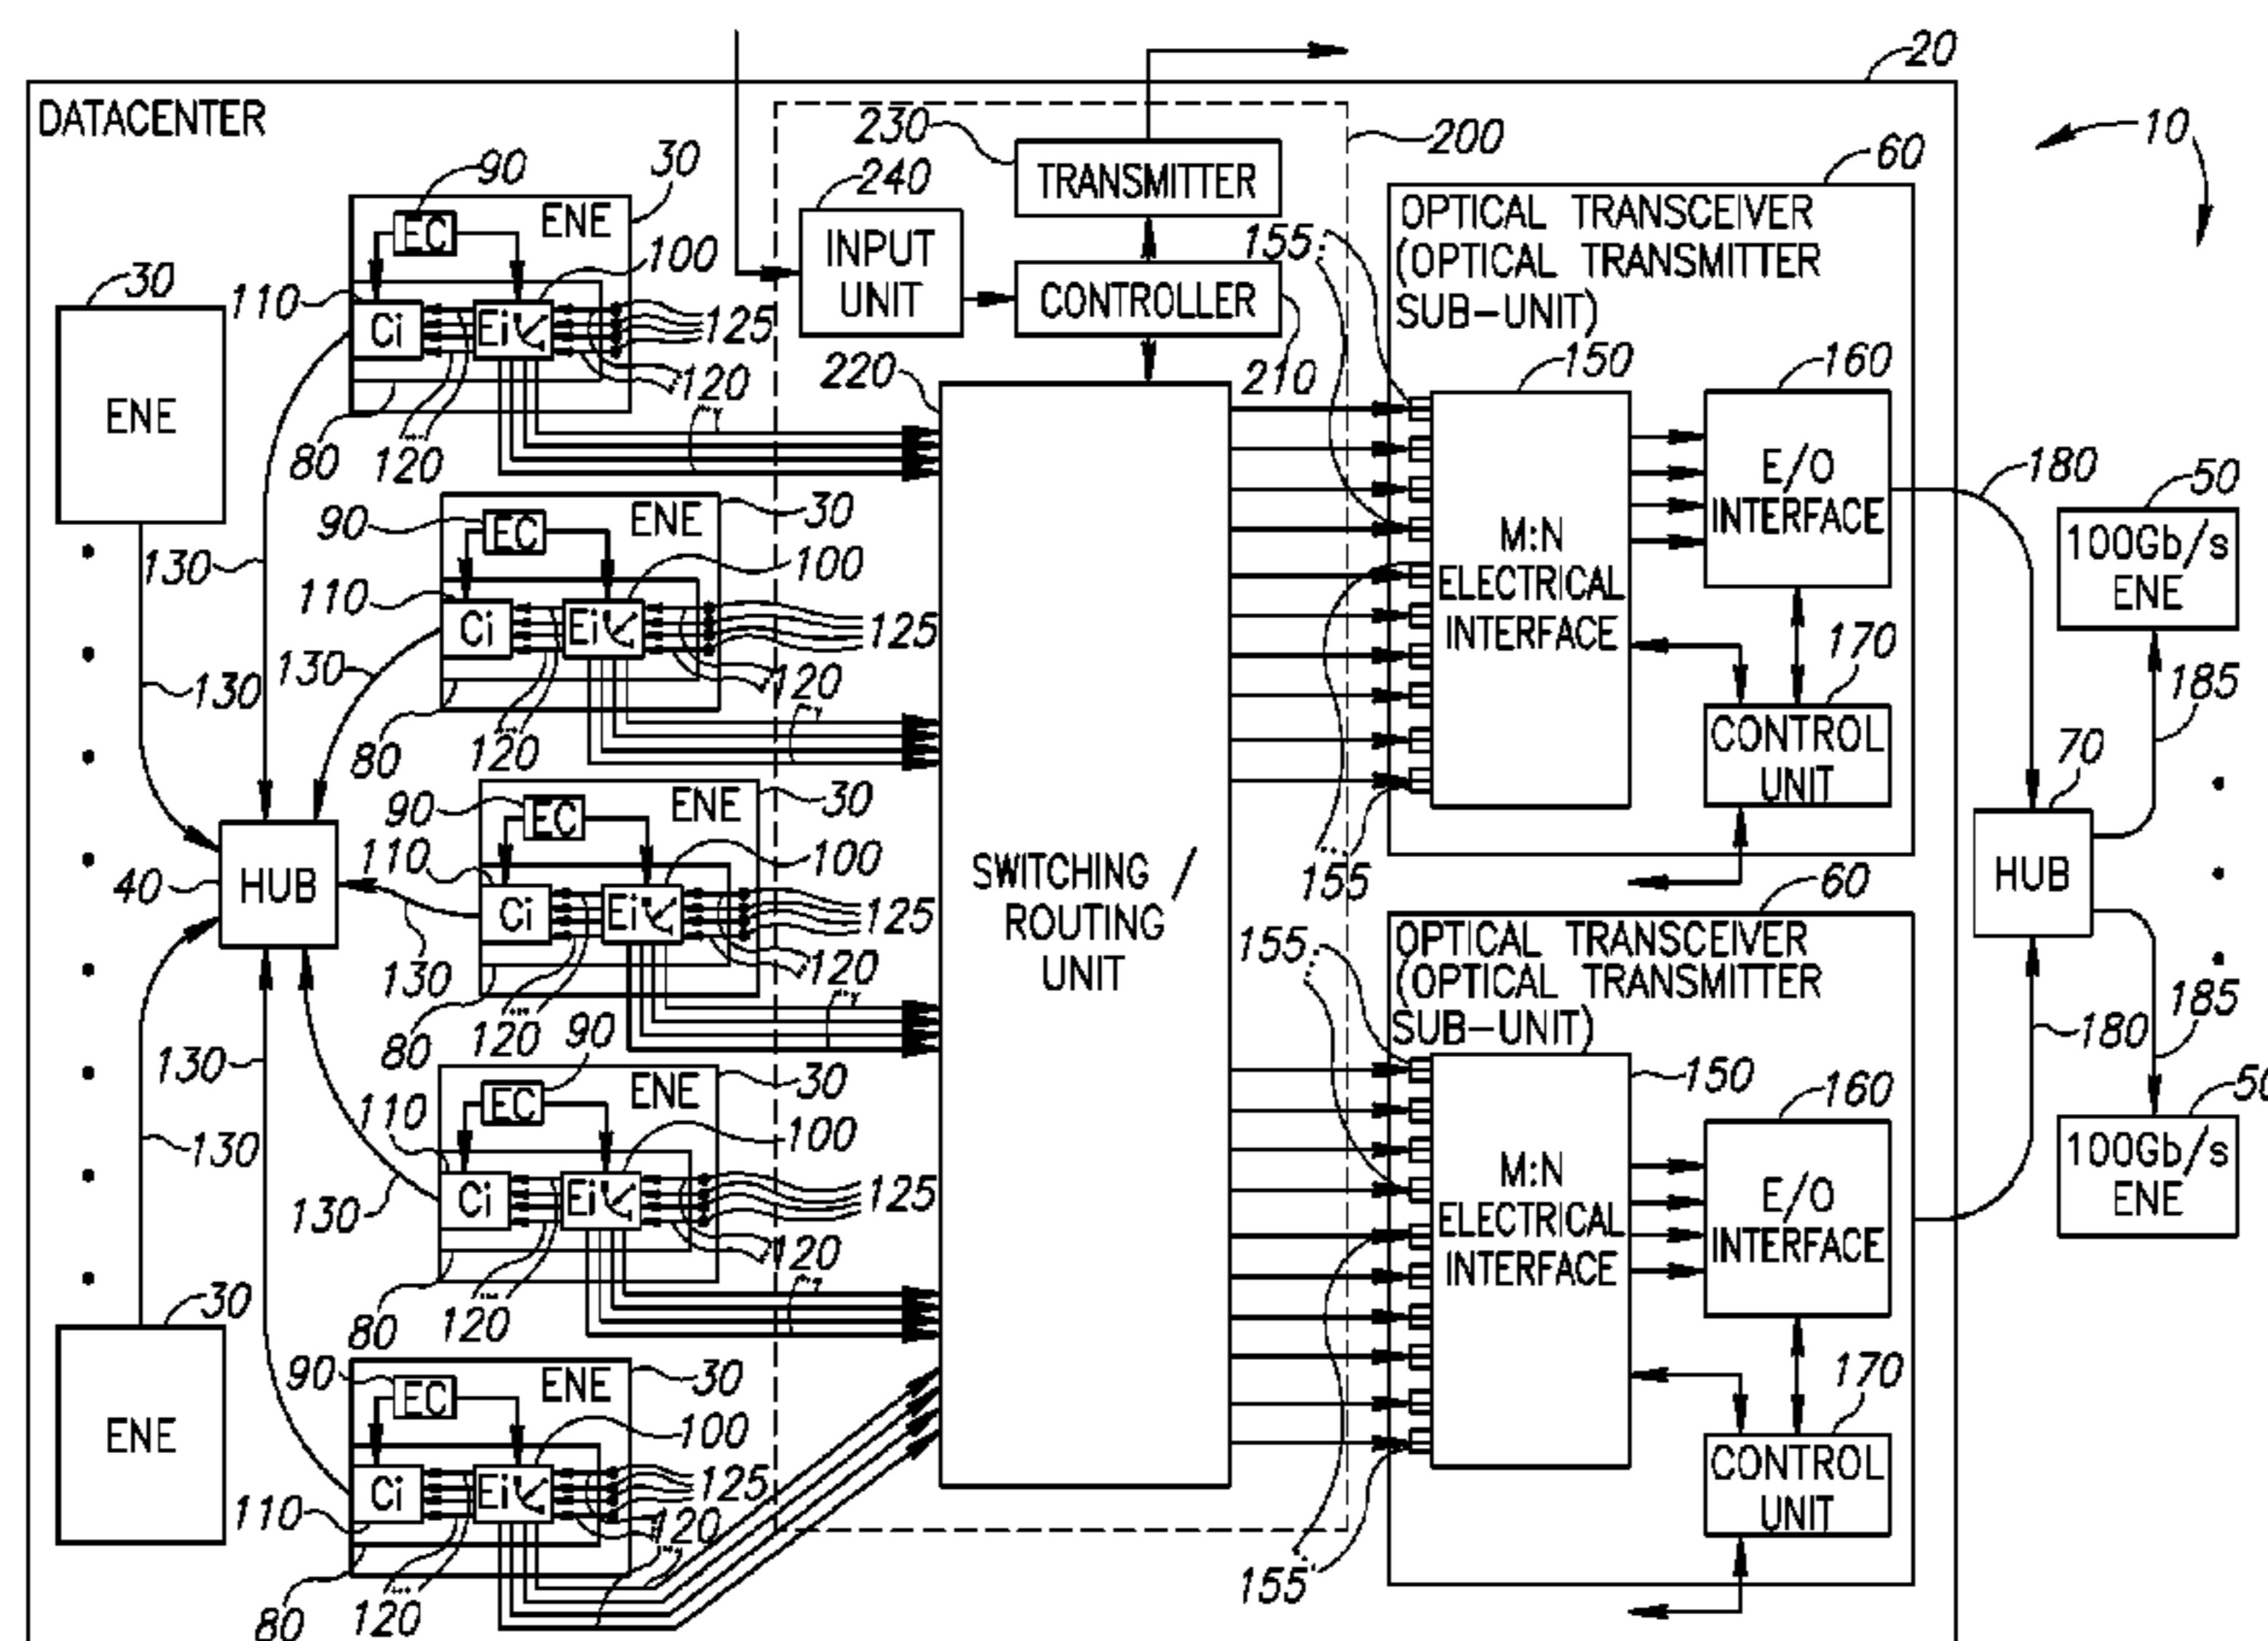 20
DATACENTER
10
230
200
90
30
TRANSMITTER
60
240
OPTICAL TRANSCEIVER
(OPTICAL TRANSMITTER
SUB-UNIT)
EC
ENE
100
INPUT
UNIT
155
30
110
CONTROLLER
Ci
Ei
125
120
220
210
150
160
ENE
80
120
E/O
INTERFACE
180
50
100Gb/s
ENE
90
EC
ENE
30
M:N
ELECTRICAL
INTERFACE
130
130
100
110
Ci
Ei
125
170
130
120
185
130
80
120
CONTROL
UNIT
70
90
EC
ENE
30
110
100
155
40
HUB
SWITCHING /
ROUTING
UNIT
HUB
Ci
Ei
125
60
155
OPTICAL TRANSCEIVER
(OPTICAL TRANSMITTER
SUB-UNIT)
120
130
185
80
120
90
180
130
EC
ENE
30
150
160
50
110
100
130
M:N
ELECTRICAL
INTERFACE
E/O
INTERFACE
100Gb/s
ENE
Ci
Ei
125
130
120
30
80
120
90
EC
ENE
30
170
ENE
100
CONTROL
UNIT
Ci
Ei
125
110
120
155
80
120